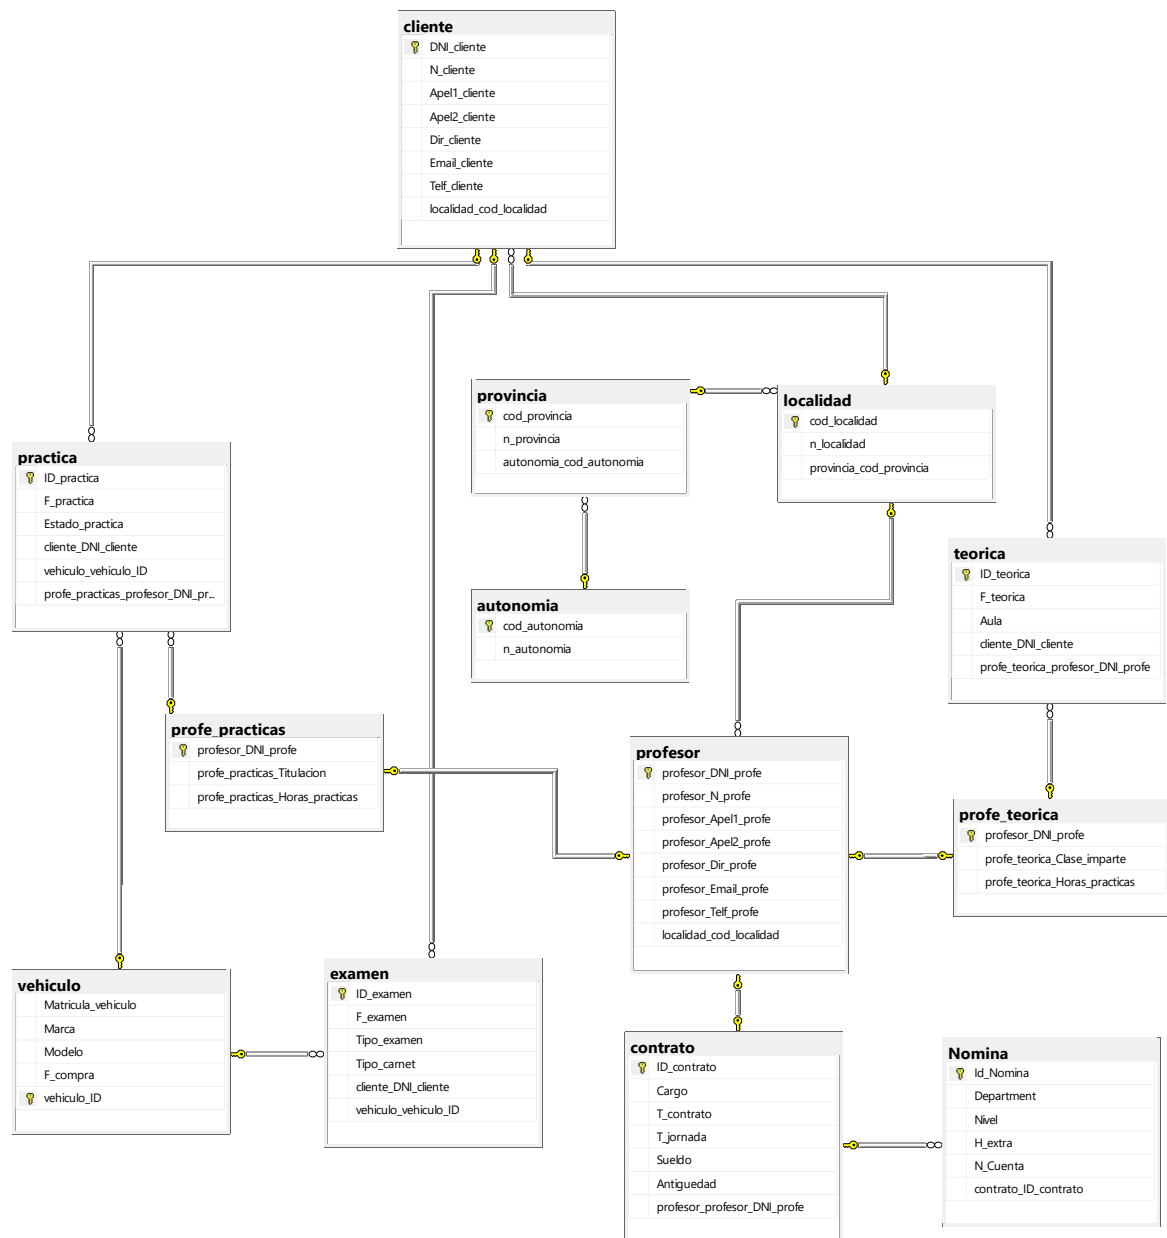 cliente
DNI_cliente
N_cliente
Apel1_cliente
Apel2_cliente
Dir_cliente
Email_cliente
Telf_cliente
localidad_cod_localidad
provincia
cod_provincia
n_provincia
autonomia_cod_autonomia
localidad
cod_localidad
n_localidad
provincia_cod_provincia
practica
ID_practica
F_practica
Estado_practica
cliente_DNI_cliente
vehiculo_vehiculo_ID
profe_practicas_profesor_DNI_pr...
teorica
ID_teorica
F_teorica
Aula
cliente_DNI_cliente
profe_teorica_profesor_DNI_profe
autonomia
cod_autonomia
n_autonomia
profe_practicas
profesor_DNI_profe
profe_practicas_Titulacion
profe_practicas_Horas_practicas
profesor
profesor_DNI_profe
profesor_N_profe
profesor_Apel1_profe
profesor_Apel2_profe
profesor_Dir_profe
profesor_Email_profe
profesor_Telf_profe
localidad_cod_localidad
profe_teorica
profesor_DNI_profe
profe_teorica_Clase_imparte
profe_teorica_Horas_practicas
vehiculo
Matricula_vehiculo
Marca
Modelo
F_compra
vehiculo_ID
examen
ID_examen
F_examen
Tipo_examen
Tipo_carnet
cliente_DNI_cliente
vehiculo_vehiculo_ID
contrato
ID_contrato
Cargo
T_contrato
T_jornada
Sueldo
Antiguedad
profesor_profesor_DNI_profe
Nomina
Id_Nomina
Department
Nivel
H_extra
N_Cuenta
contrato_ID_contrato